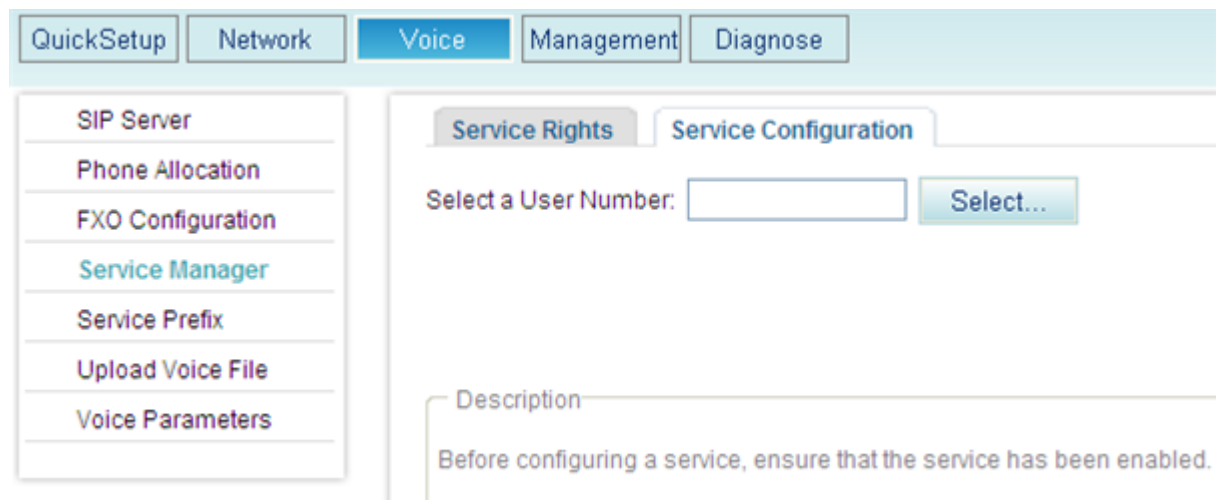 QuickSetup Network Voice Management Diagnose
SIP Server
Phone Allocation
FXO Configuration
Service Manager
Service Prefix
Upload Voice File
Voice Parameters
Service Rights Service Configuration
Select a User Number: Select...
Description
Before configuring a service, ensure that the service has been enabled.